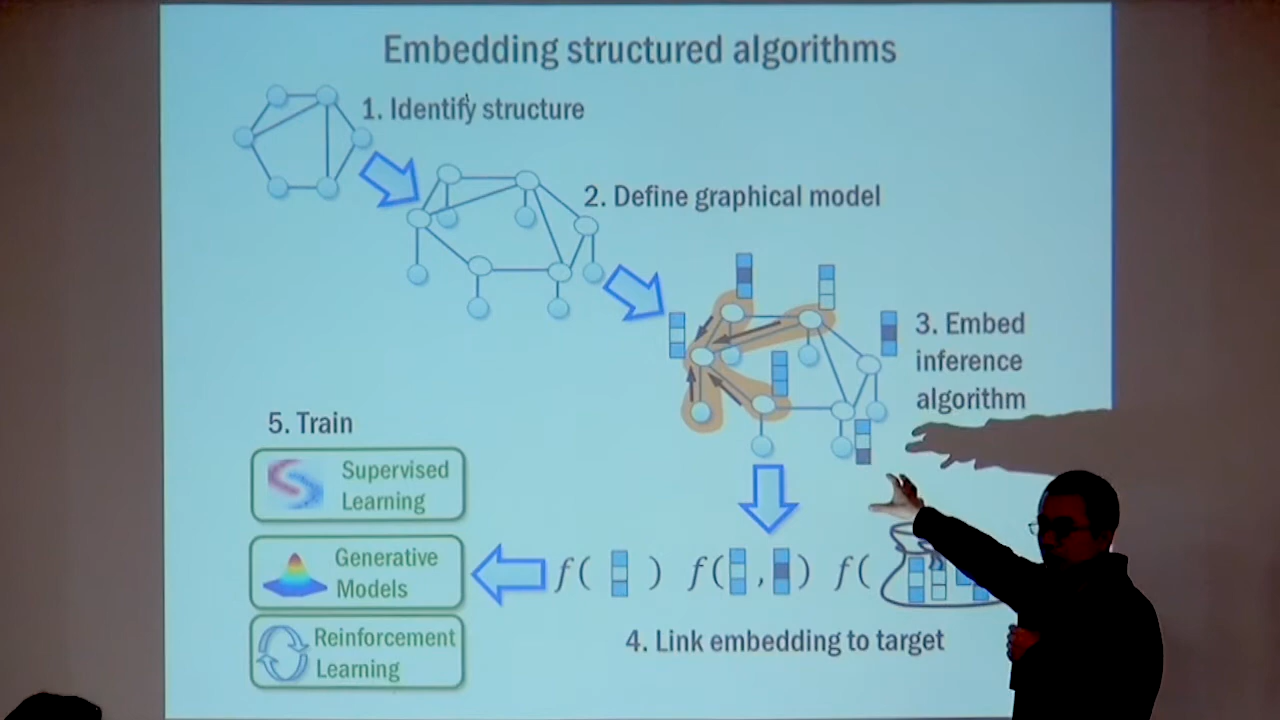 Embedding structured algorithms
1. Identify structure
2. Define graphical model
3. Embed
inference
algorithm
5. Train
Supervised
Learning
Generative
Models
Reinforcement
Learning
f( ) f( , ) f(
4. Link embedding to target